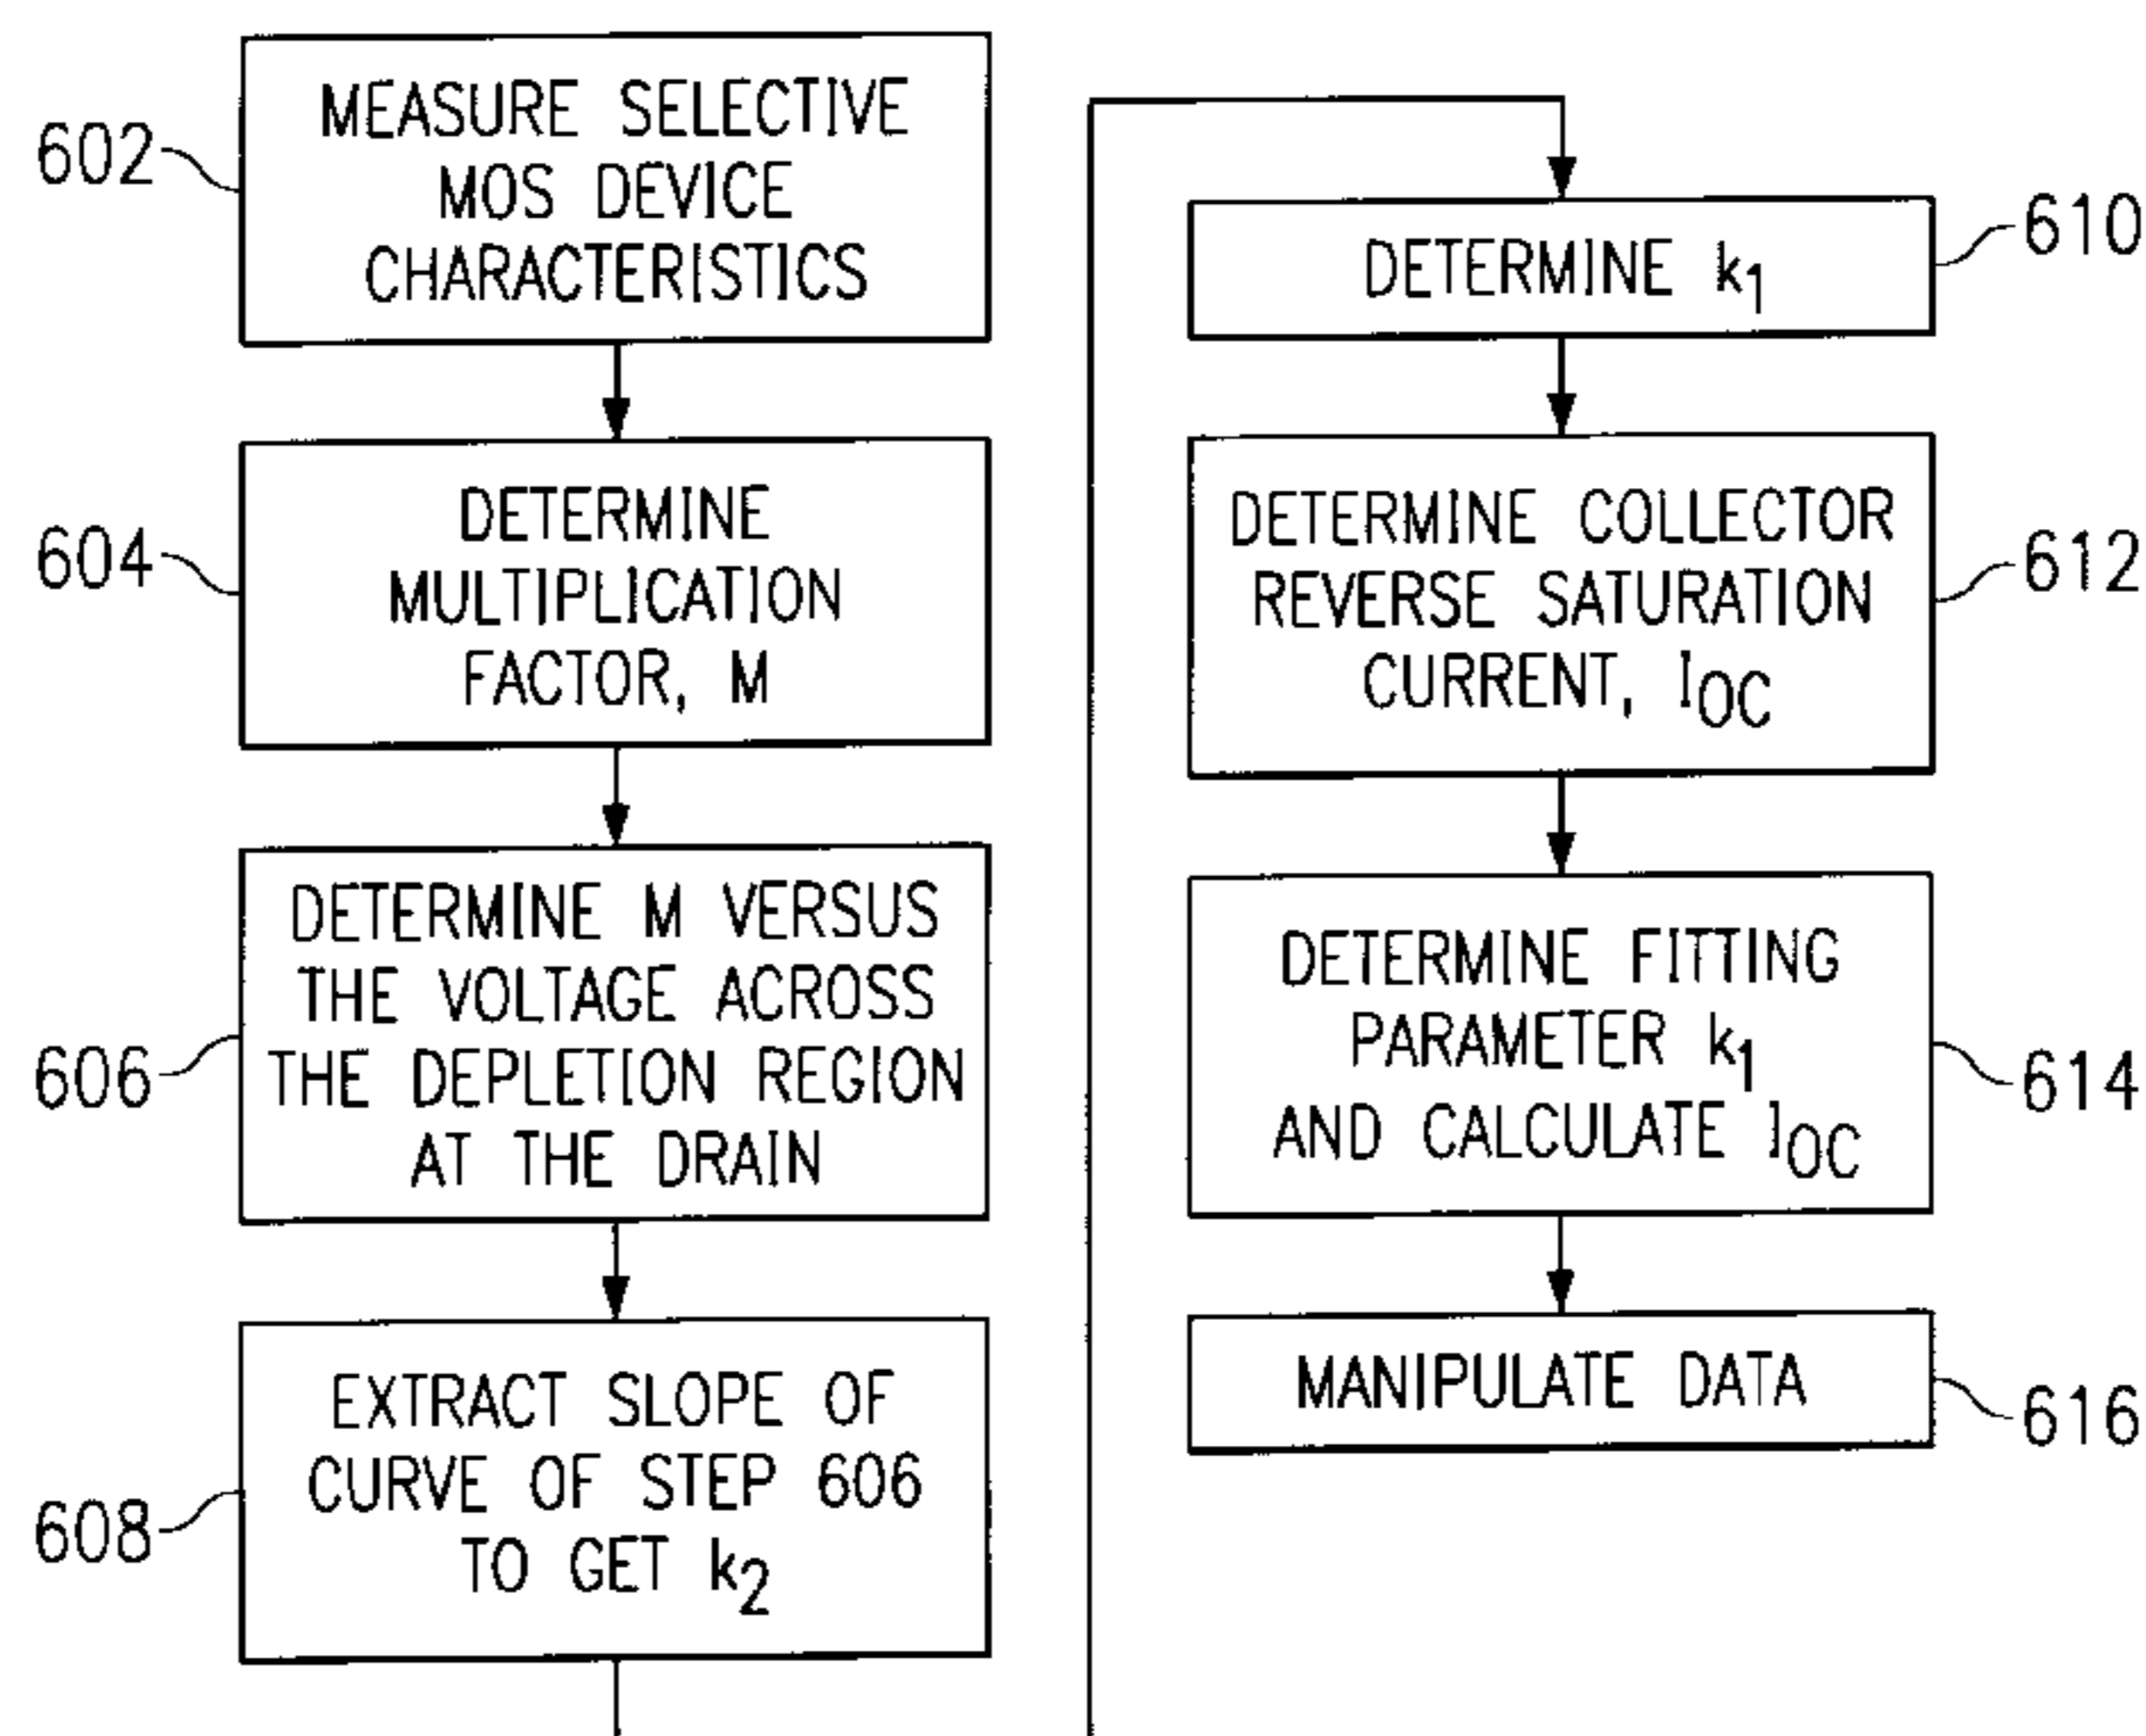 602
MEASURE SELECTIVE
MOS DEVICE
CHARACTERISTICS
604
DETERMINE
MULTIPLICATION
FACTOR, M
606
DETERMINE M VERSUS
THE VOLTAGE ACROSS
THE DEPLETION REGION
AT THE DRAIN
608
EXTRACT SLOPE OF
CURVE OF STEP 606
TO GET k₂
DETERMINE k₁
610
DETERMINE COLLECTOR
REVERSE SATURATION
CURRENT, I_OC
612
DETERMINE FITTING
PARAMETER k₁
AND CALCULATE I_OC
614
MANIPULATE DATA
616